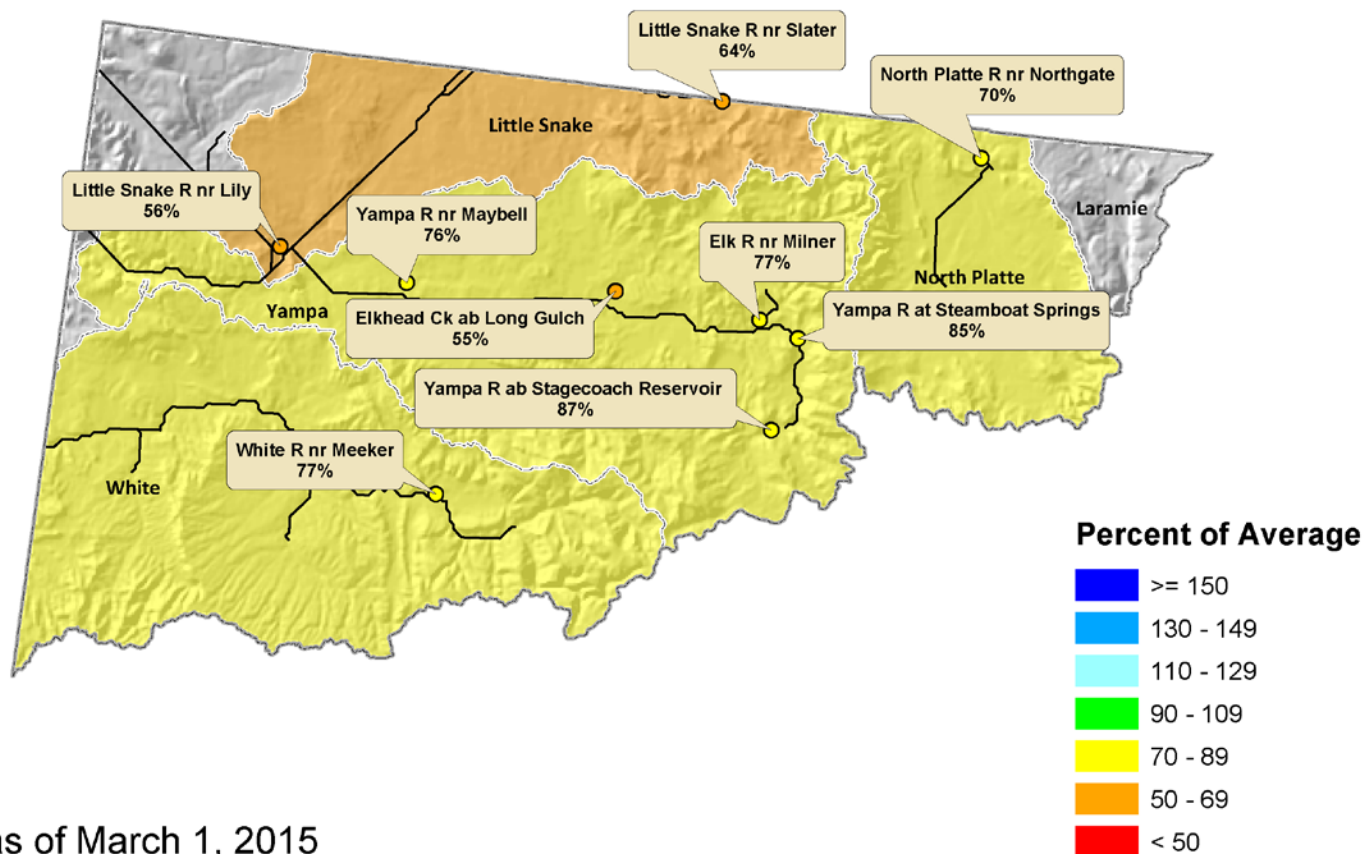 Little Snake R nr Slater
64%
North Platte R nr Northgate
70%
Little Snake
Little Snake R nr Lily
56%
Laramie
Yampa R nr Maybell
76%
Elk R nr Milner
77%
North Platte
Yampa
Elkhead Ck ab Long Gulch
55%
Yampa R at Steamboat Springs
85%
Yampa R ab Stagecoach Reservoir
87%
White R nr Meeker
77%
White
Percent of Average
>= 150
130 - 149
110 - 129
90 - 109
70 - 89
50 - 69
< 50
as of March 1, 2015